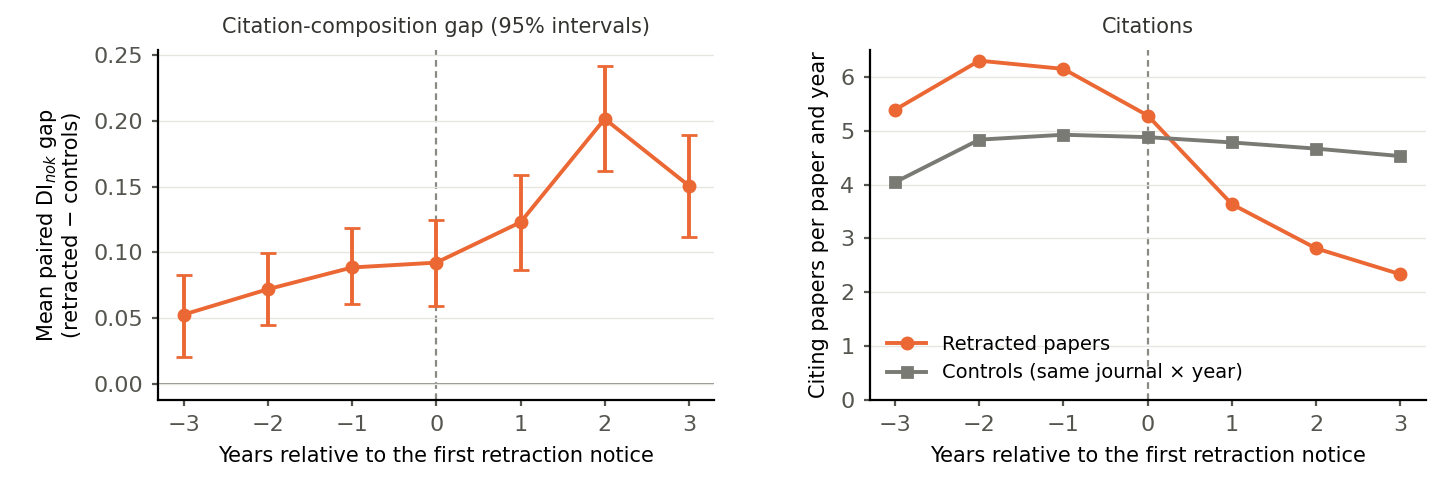 Citation-composition gap (95% intervals)
Mean paired DI_nok gap
(retracted − controls)
0.25
0.20
0.15
0.10
0.05
0.00
−3 −2 −1 0 1 2 3
Years relative to the first retraction notice
Citations
Citing papers per paper and year
6
5
4
3
2
1
0
Retracted papers
Controls (same journal × year)
−3 −2 −1 0 1 2 3
Years relative to the first retraction notice